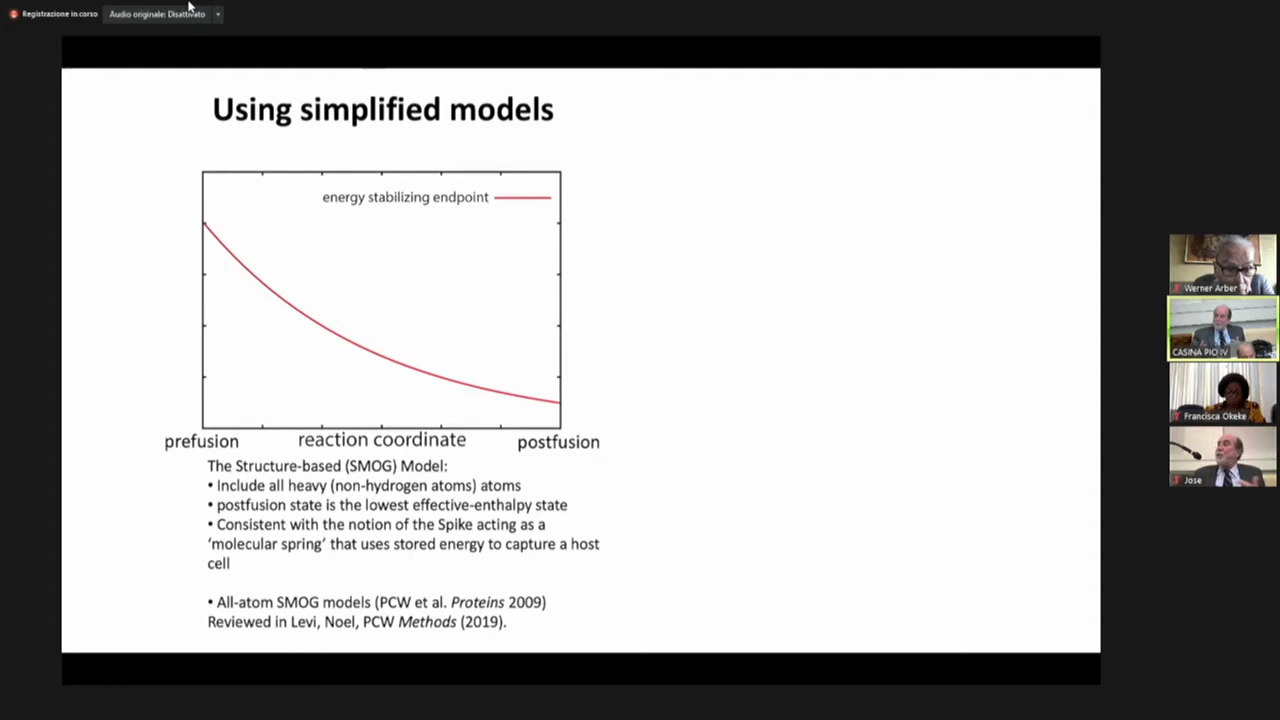 Registrazione in corso
Audio originale: Disattivato
Using simplified models
energy stabilizing endpoint
prefusion
reaction coordinate
postfusion
The Structure-based (SMOG) Model:
• Include all heavy (non-hydrogen atoms) atoms
• postfusion state is the lowest effective-enthalpy state
• Consistent with the notion of the Spike acting as a
‘molecular spring’ that uses stored energy to capture a host
cell
• All-atom SMOG models (PCW et al. Proteins 2009)
Reviewed in Levi, Noel, PCW Methods (2019).
Werner Arber
CASINA PIO IV
Francisca Okeke
Jose